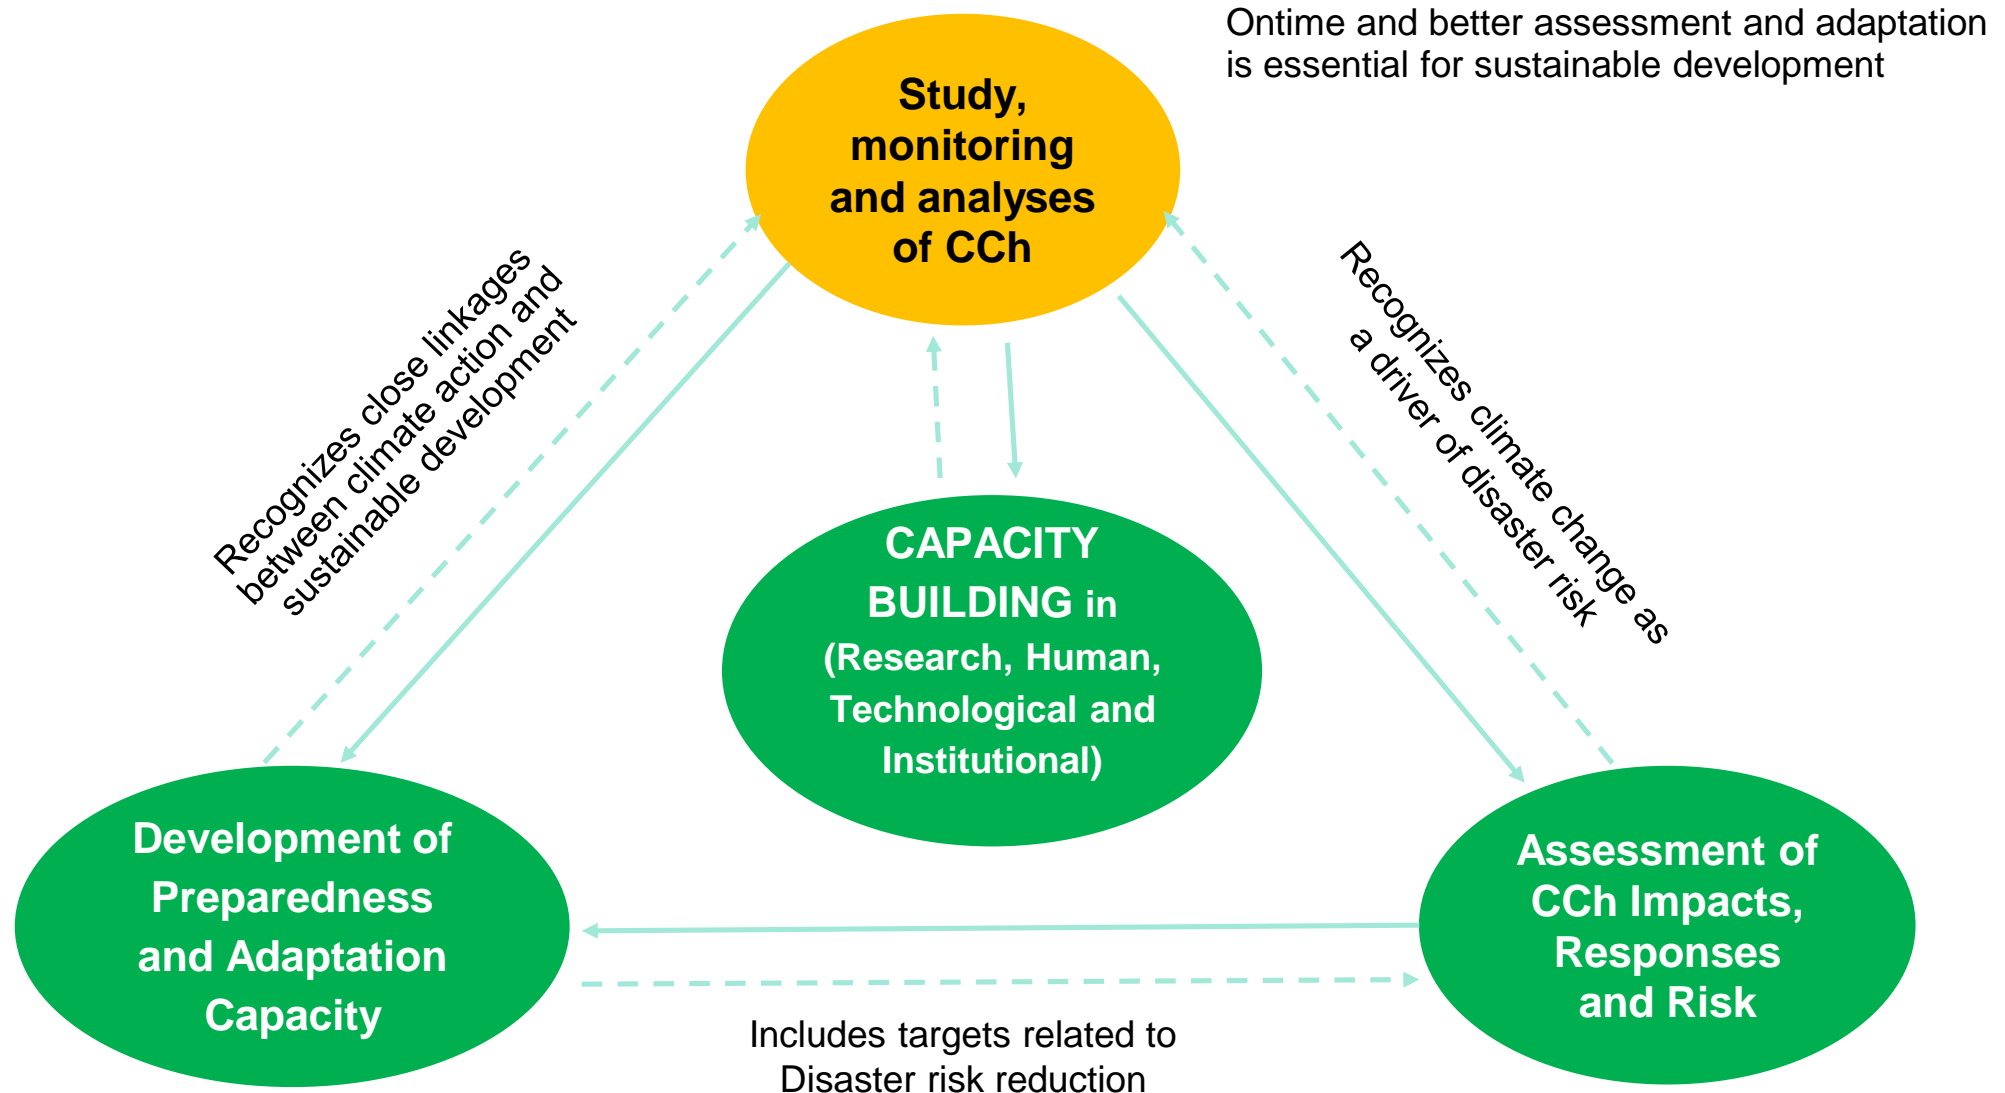 Ontime and better assessment and adaptation
is essential for sustainable development
Study,
monitoring
and analyses
of CCh
Recognizes close linkages
between climate action and
sustainable development
Recognizes climate change as
a driver of disaster risk
CAPACITY
BUILDING in
(Research, Human,
Technological and
Institutional)
Development of
Preparedness
and Adaptation
Capacity
Assessment of
CCh Impacts,
Responses
and Risk
Includes targets related to
Disaster risk reduction